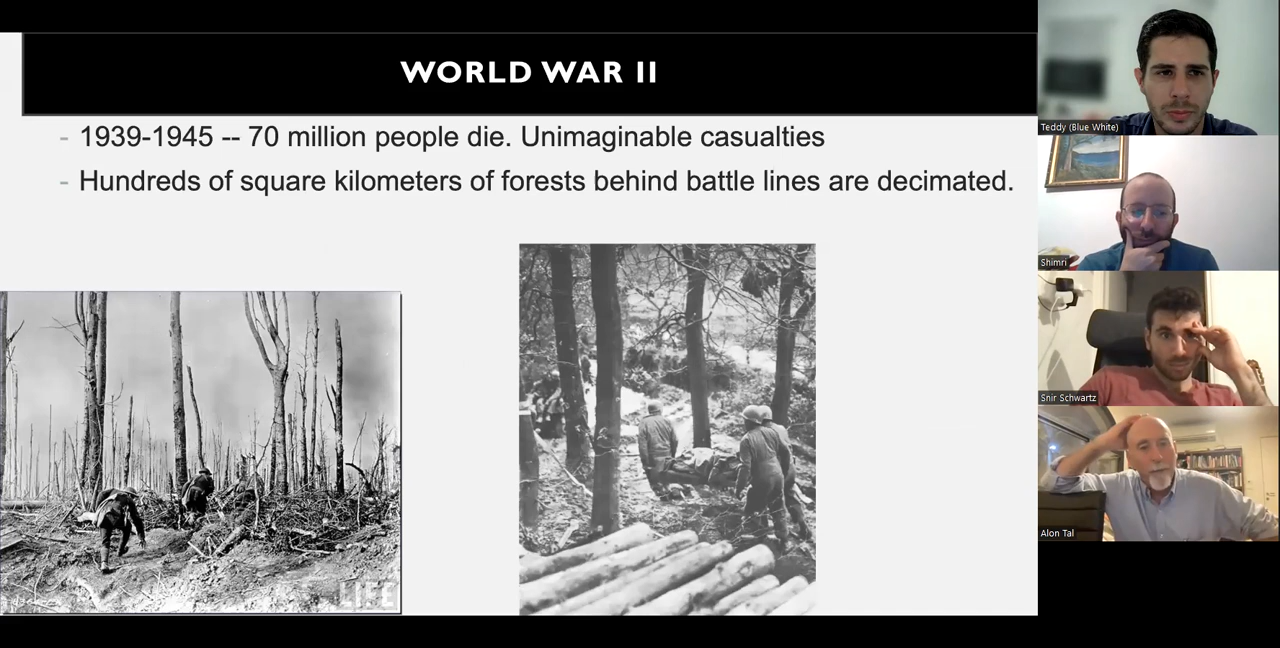 WORLD WAR II
- 1939-1945 -- 70 million people die. Unimaginable casualties
- Hundreds of square kilometers of forests behind battle lines are decimated.
LIFE
Teddy (Blue White)
Shimri
Snir Schwartz
Alon Tal